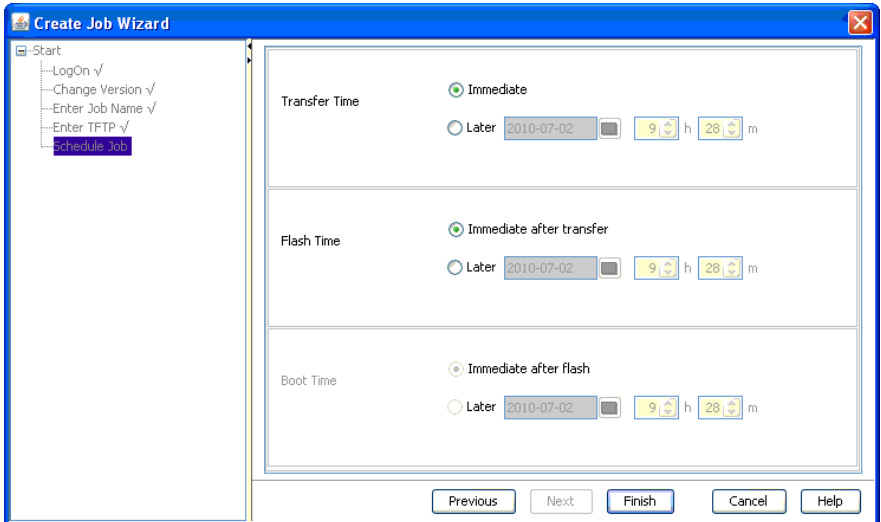 Create Job Wizard
Start
LogOn √
Change Version √
Enter Job Name √
Enter TFTP √
Schedule Job
Transfer Time
Immediate
Later 2010-07-02 9 h 28 m
Flash Time
Immediate after transfer
Later 2010-07-02 9 h 28 m
Boot Time
Immediate after flash
Later 2010-07-02 9 h 28 m
Previous Next Finish Cancel Help